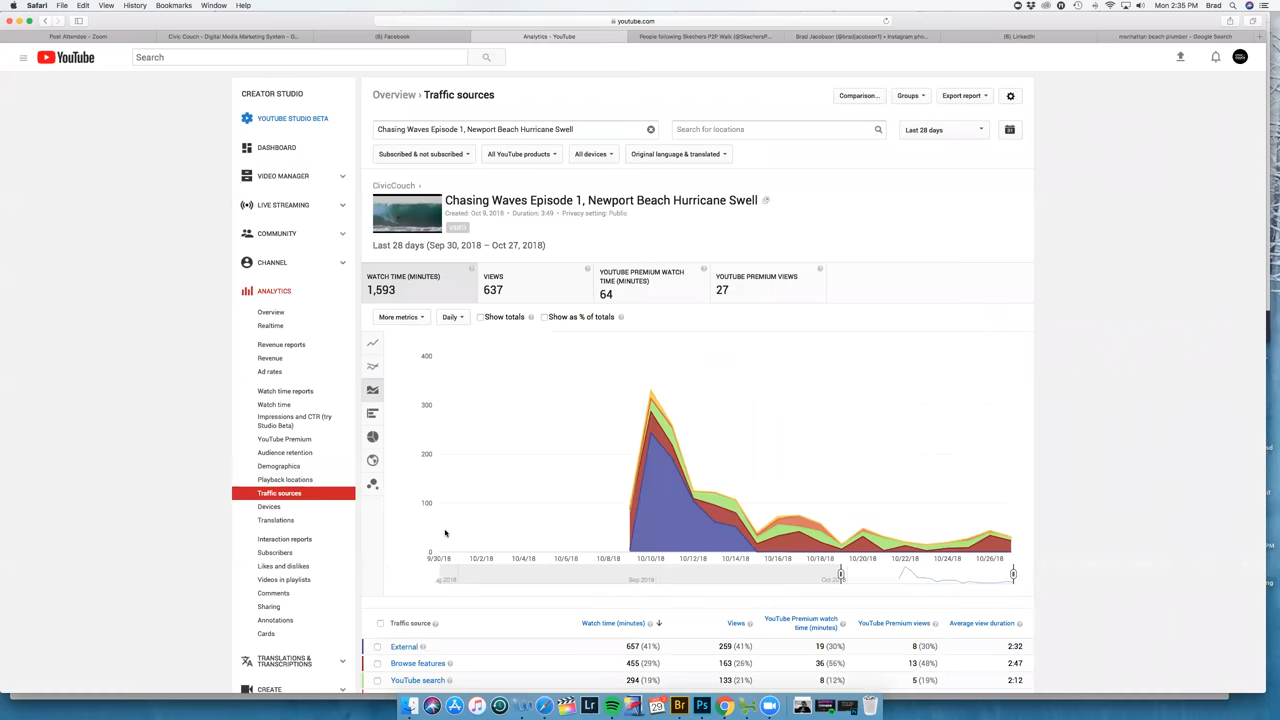 Safari File Edit View History Bookmarks Window Help Mon 2:35 PM Brad
youtube.com
Post Attendee - Zoom Civic Couch - Digital Media Marketing System - G... (8) Facebook Analytics - YouTube People following Skechers P2P Walk (@SkechersP... Brad Jacobson (@bradjacobson1) • Instagram pho... (6) LinkedIn manhattan beach plumber - Google Search
YouTube Search
CREATOR STUDIO
YOUTUBE STUDIO BETA
DASHBOARD
VIDEO MANAGER
LIVE STREAMING
COMMUNITY
CHANNEL
ANALYTICS
Overview
Realtime
Revenue reports
Revenue
Ad rates
Watch time reports
Watch time
Impressions and CTR (try
Studio Beta)
YouTube Premium
Audience retention
Demographics
Playback locations
Traffic sources
Devices
Translations
Interaction reports
Subscribers
Likes and dislikes
Videos in playlists
Comments
Sharing
Annotations
Cards
TRANSLATIONS &
TRANSCRIPTIONS
CREATE
Overview › Traffic sources
Comparison... Groups Export report
Chasing Waves Episode 1, Newport Beach Hurricane Swell Search for locations Last 28 days
Subscribed & not subscribed All YouTube products All devices Original language & translated
CivicCouch ›
Chasing Waves Episode 1, Newport Beach Hurricane Swell
Created: Oct 9, 2018 • Duration: 3:49 • Privacy setting: Public
VIDEO
Last 28 days (Sep 30, 2018 – Oct 27, 2018)
WATCH TIME (MINUTES)
1,593
VIEWS
637
YOUTUBE PREMIUM WATCH
TIME (MINUTES)
64
YOUTUBE PREMIUM VIEWS
27
More metrics Daily Show totals Show as % of totals
400
300
200
100
0
9/30/18 10/2/18 10/4/18 10/6/18 10/8/18 10/10/18 10/12/18 10/14/18 10/16/18 10/18/18 10/20/18 10/22/18 10/24/18 10/26/18
2018 Sep 2018
Traffic source Watch time (minutes) Views YouTube Premium watch time (minutes) YouTube Premium views Average view duration
External 657 (41%) 259 (41%) 19 (30%) 8 (30%) 2:32
Browse features 455 (29%) 163 (26%) 36 (56%) 13 (48%) 2:47
YouTube search 294 (19%) 133 (21%) 8 (12%) 5 (19%) 2:12